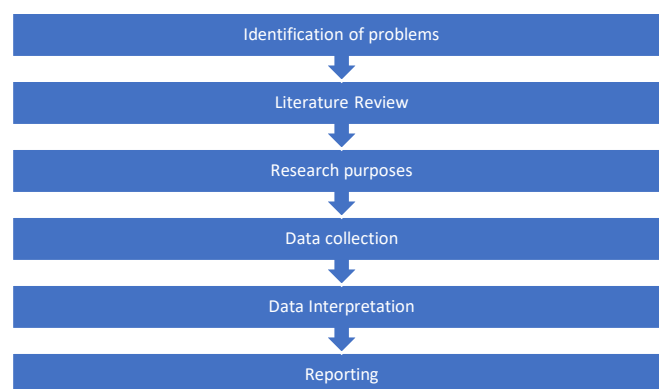 Identification of problems
Literature Review
Research purposes
Data collection
Data Interpretation
Reporting